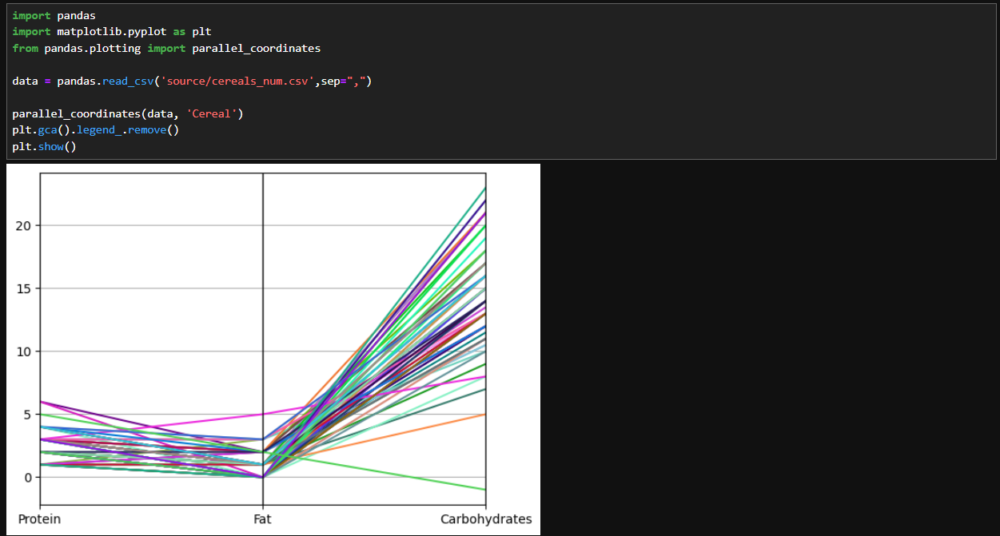 import pandas
import matplotlib.pyplot as plt
from pandas.plotting import parallel_coordinates
data = pandas.read_csv('source/cereals_num.csv',sep=",")
parallel_coordinates(data, 'Cereal')
plt.gca().legend_.remove()
plt.show()
20
15
10
5
0
Protein Fat Carbohydrates